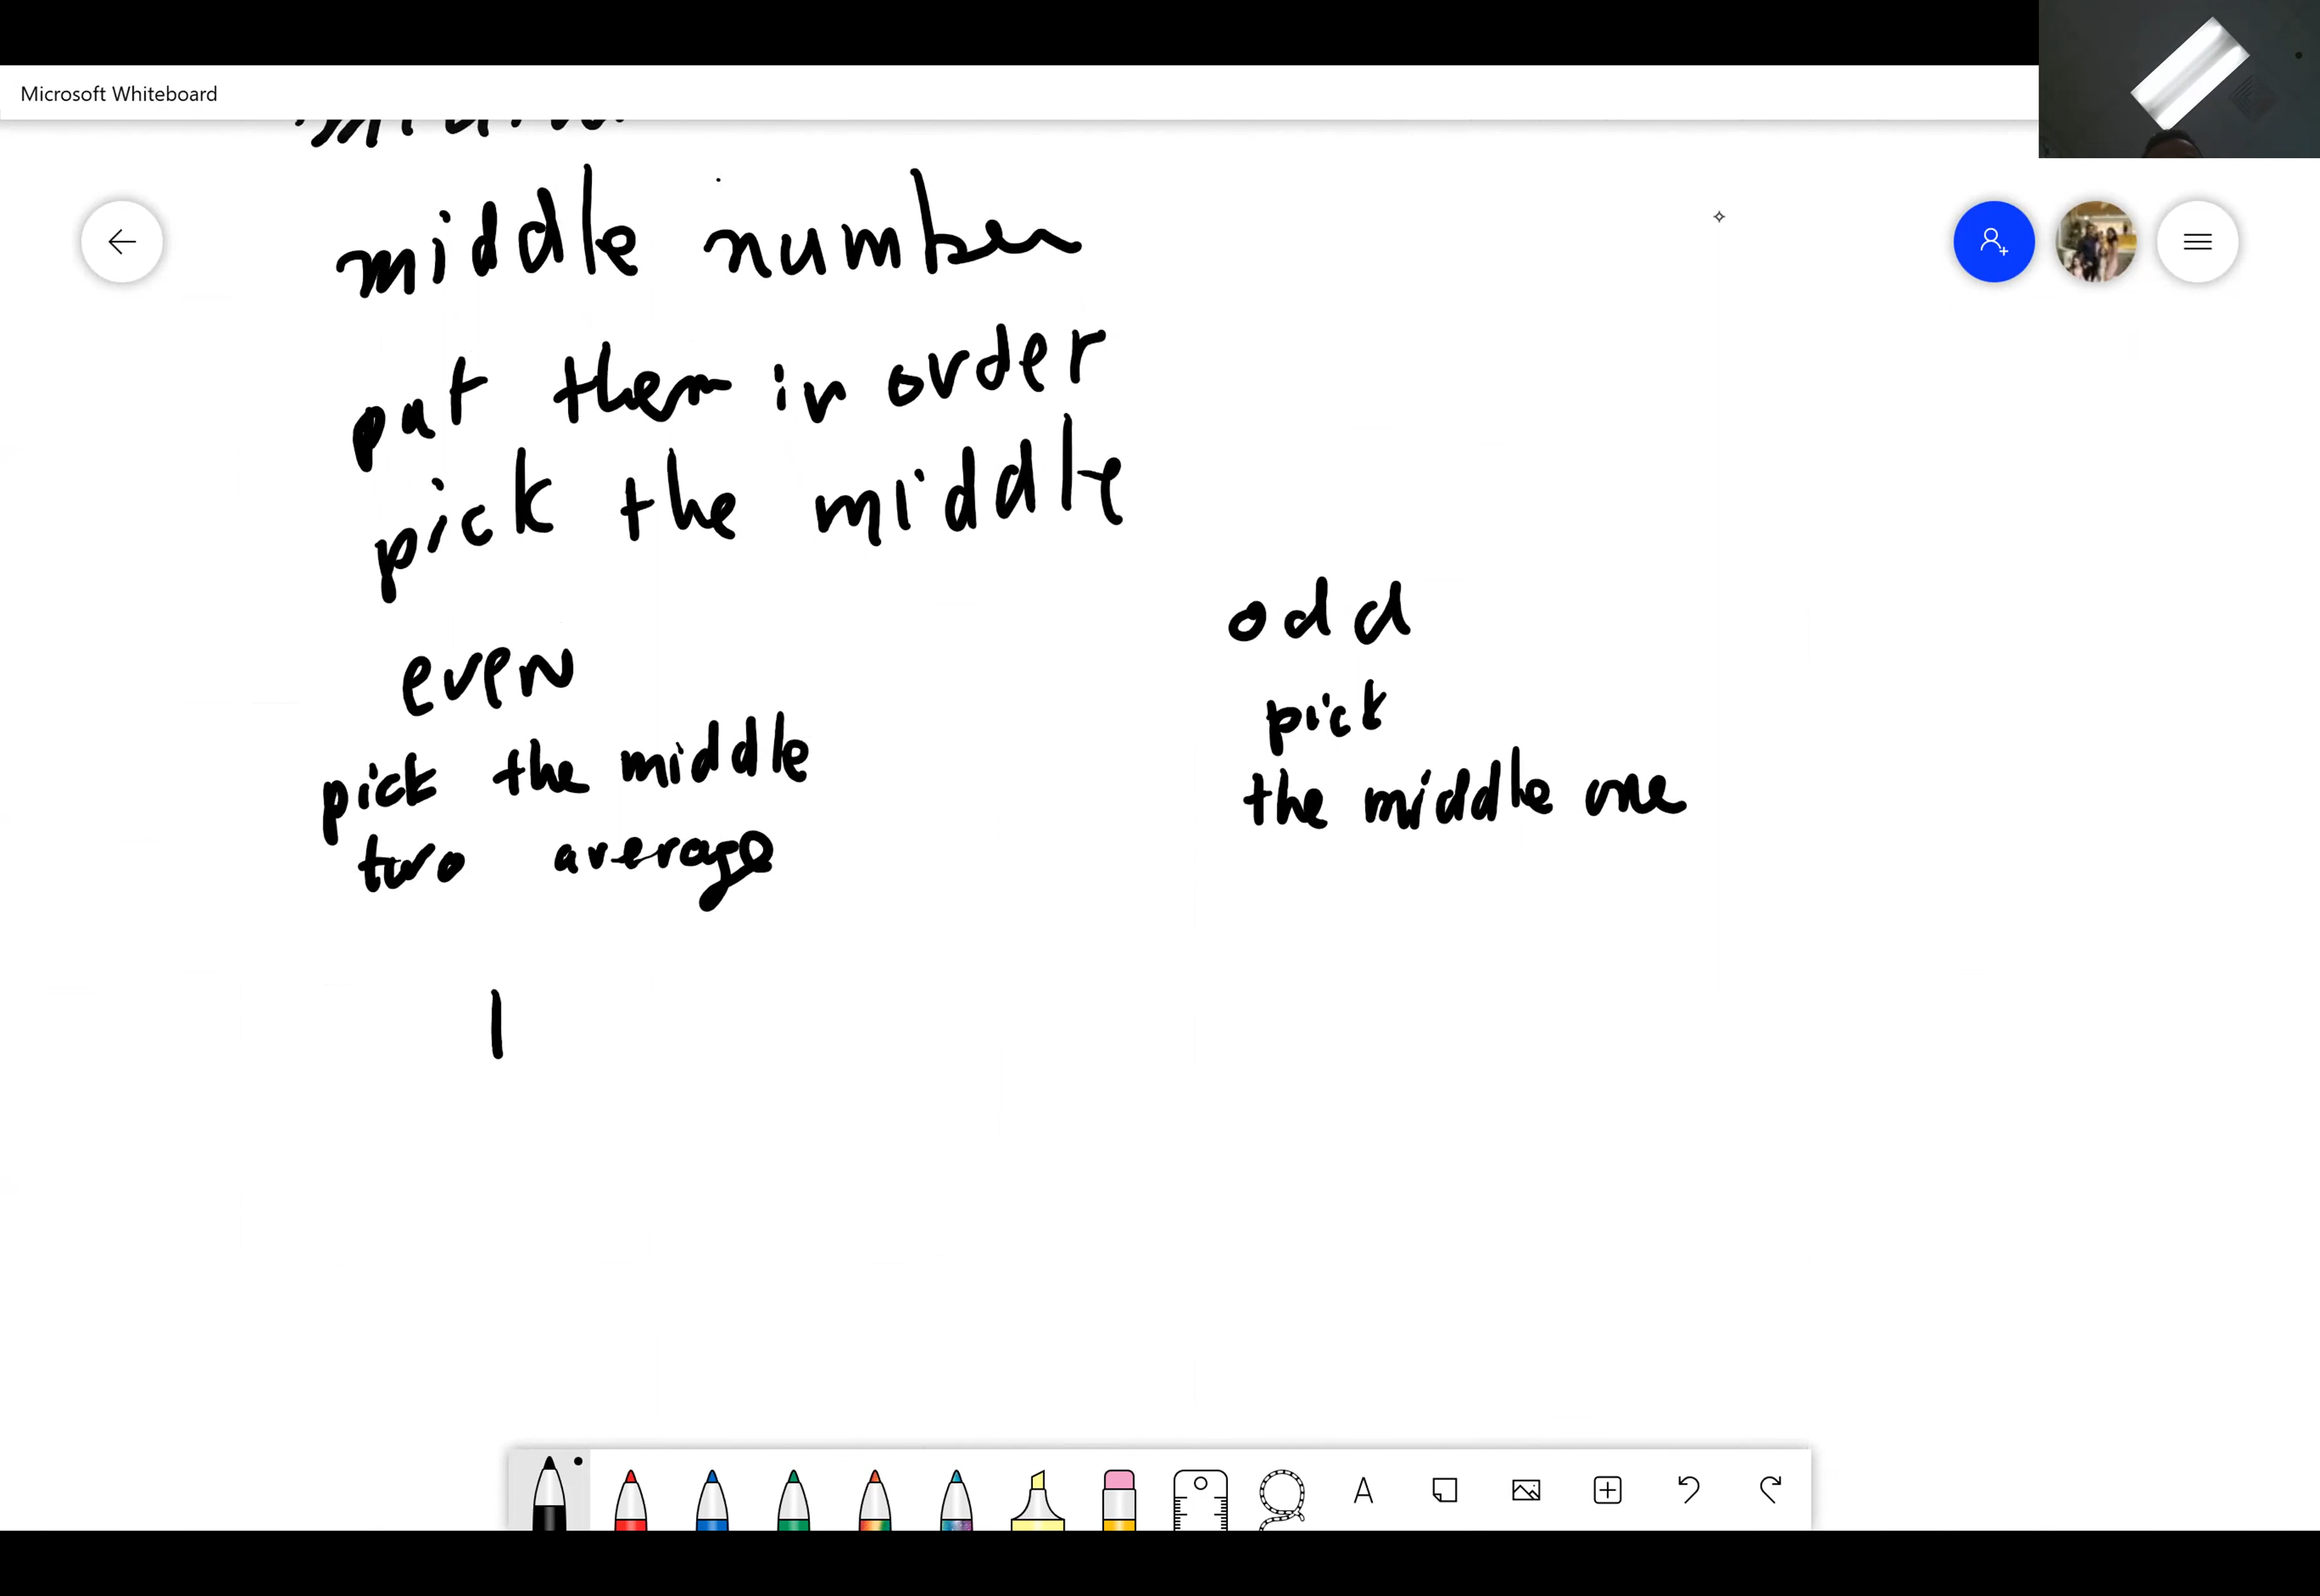 Microsoft Whiteboard
middle number
put them in order
pick the middle
even
pick the middle
two average
odd
pick
the middle one
1